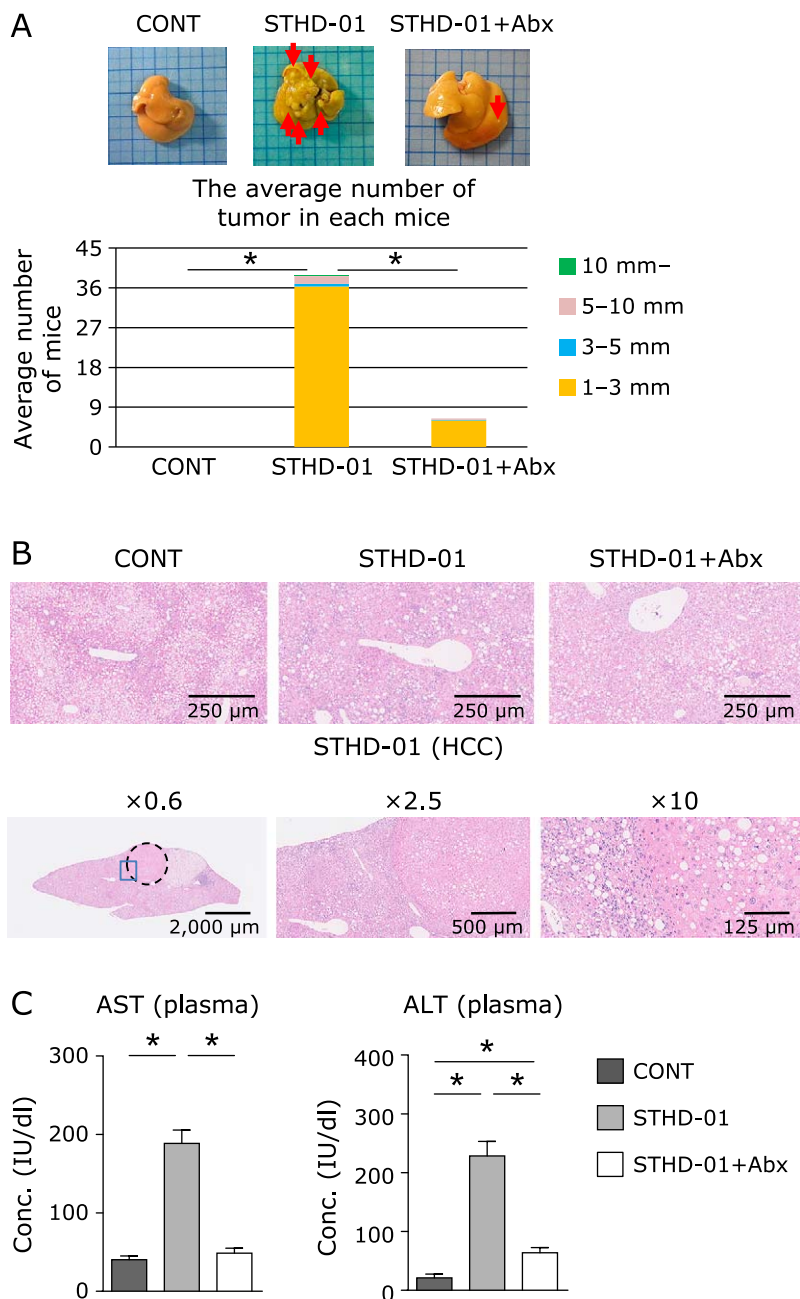 A
CONT
STHD-01
STHD-01+Abx
The average number of
tumor in each mice
Average number
of mice
45
36
27
18
9
0
*
*
CONT
STHD-01
STHD-01+Abx
10 mm–
5–10 mm
3–5 mm
1–3 mm
B
CONT
STHD-01
STHD-01+Abx
250 µm
250 µm
250 µm
STHD-01 (HCC)
×0.6
×2.5
×10
2,000 µm
500 µm
125 µm
C
AST (plasma)
Conc. (IU/dl)
300
200
100
0
*
*
ALT (plasma)
Conc. (IU/dl)
400
300
200
100
0
*
*
*
CONT
STHD-01
STHD-01+Abx